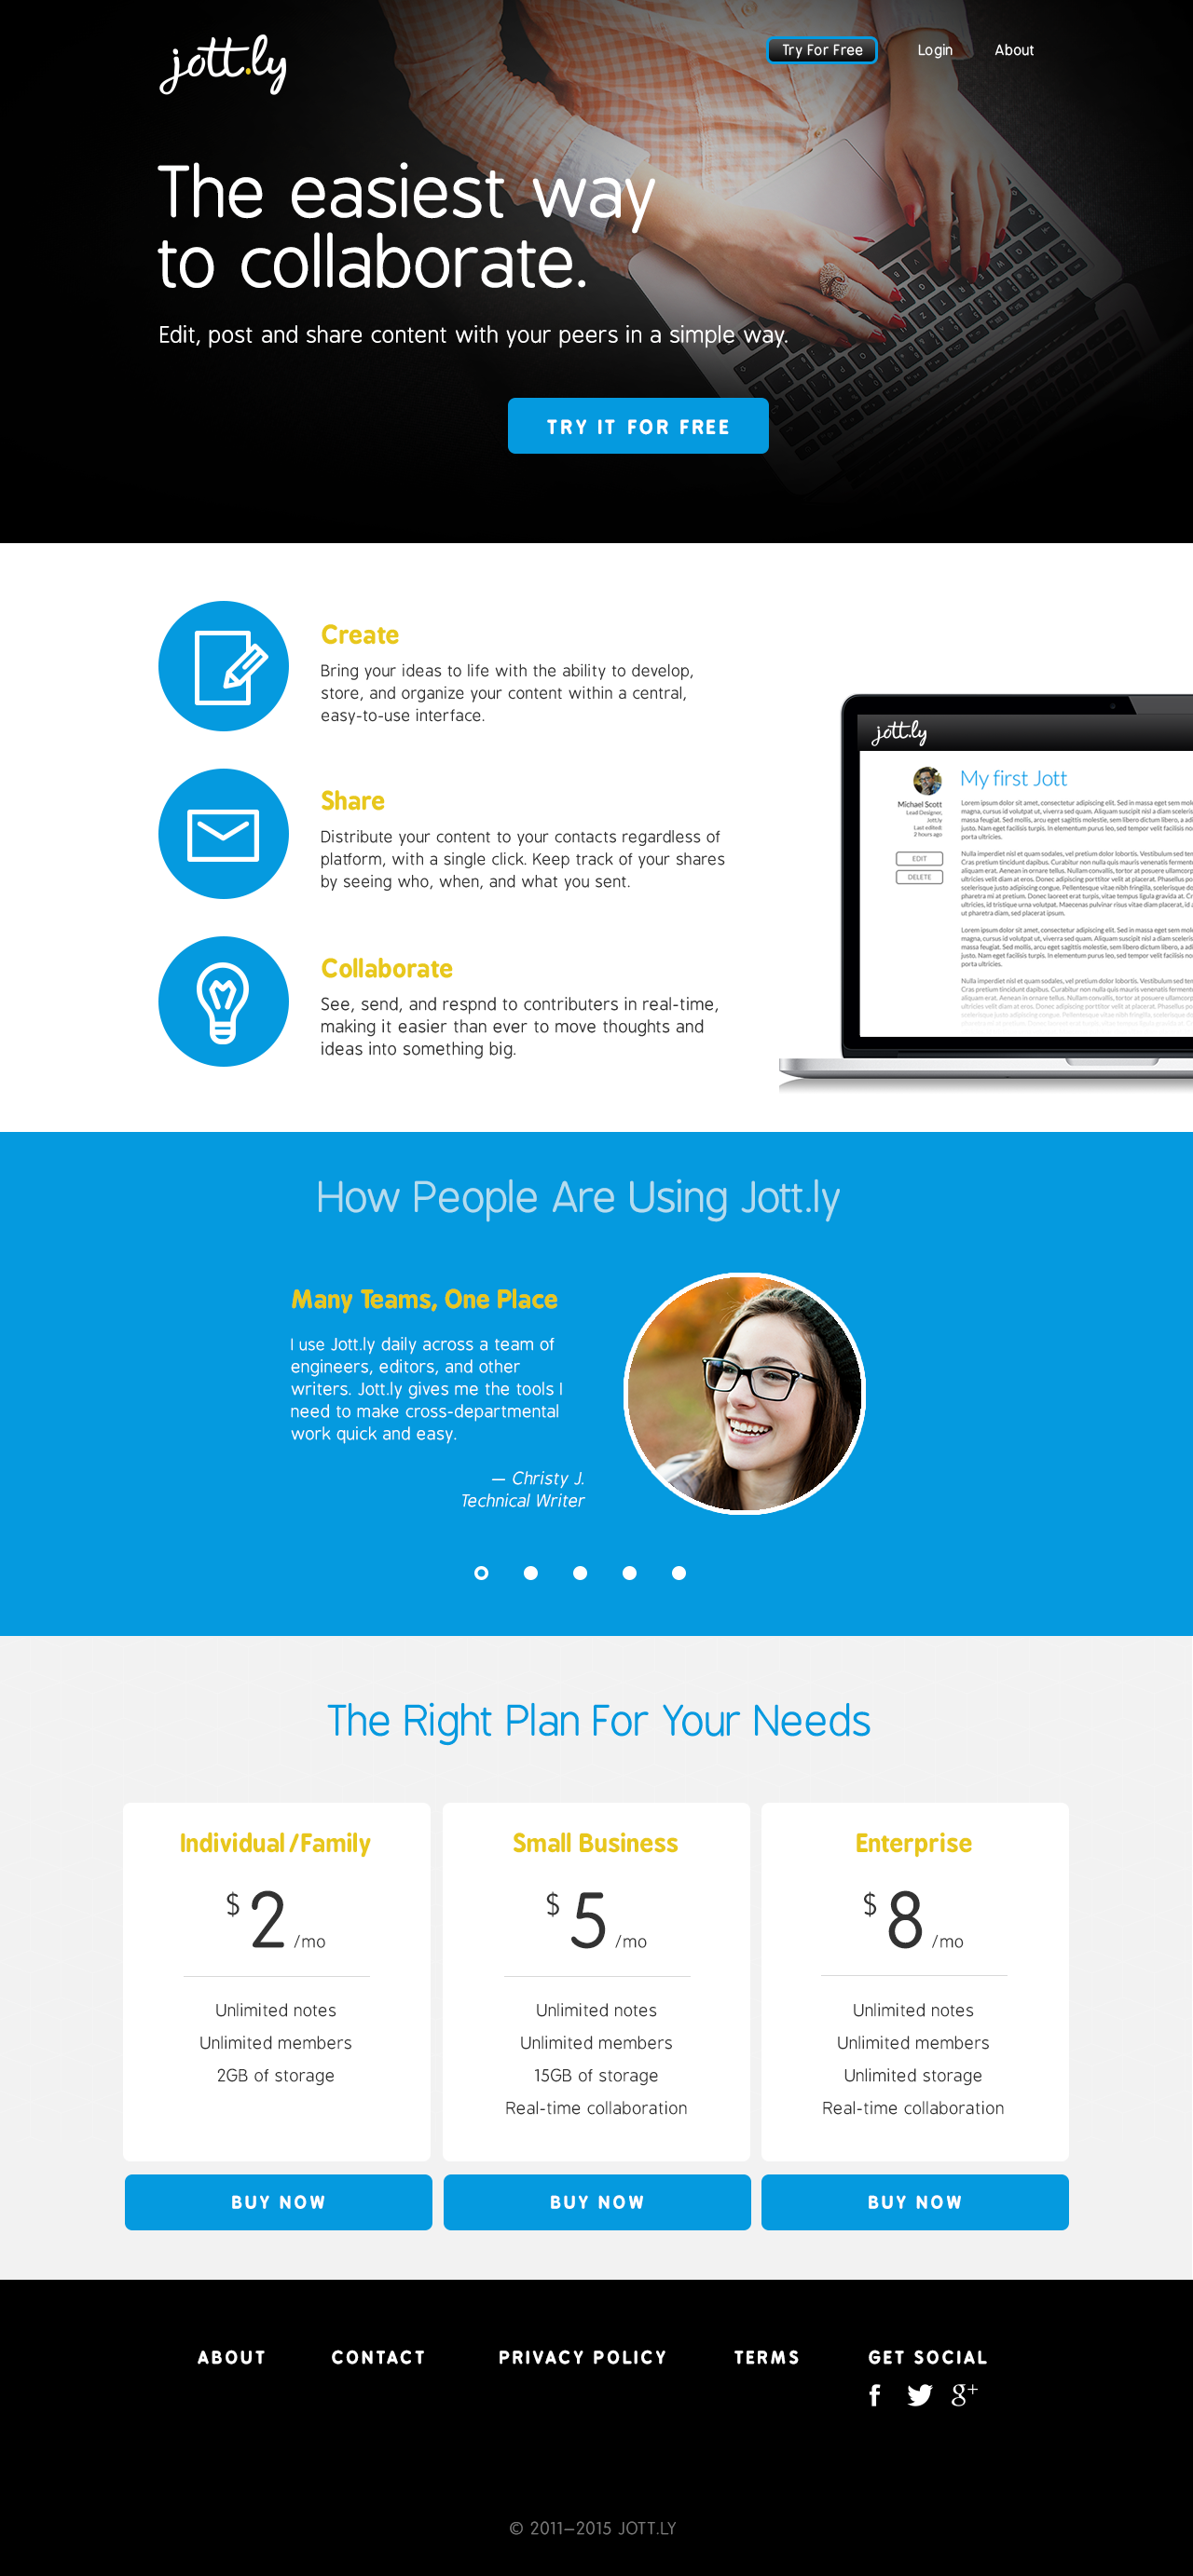 jott.ly
Try For Free
Login
About
The easiest way
to collaborate.
Edit, post and share content with your peers in a simple way.
TRY IT FOR FREE
Create
Bring your ideas to life with the ability to develop,
store, and organize your content within a central,
easy-to-use interface.
Share
Distribute your content to your contacts regardless of
platform, with a single click. Keep track of your shares
by seeing who, when, and what you sent.
Collaborate
See, send, and respnd to contributers in real-time,
making it easier than ever to move thoughts and
ideas into something big.
jott.ly
My first Jott
Michael Scott
Lead Designer,
Jott.ly
Last edited:
2 hours ago
EDIT
DELETE
How People Are Using Jott.ly
Many Teams, One Place
I use Jott.ly daily across a team of
engineers, editors, and other
writers. Jott.ly gives me the tools I
need to make cross-departmental
work quick and easy.
— Christy J.
Technical Writer
The Right Plan For Your Needs
Individual/Family
$ 2 /mo
Unlimited notes
Unlimited members
2GB of storage
BUY NOW
Small Business
$ 5 /mo
Unlimited notes
Unlimited members
15GB of storage
Real-time collaboration
BUY NOW
Enterprise
$ 8 /mo
Unlimited notes
Unlimited members
Unlimited storage
Real-time collaboration
BUY NOW
ABOUT
CONTACT
PRIVACY POLICY
TERMS
GET SOCIAL
© 2011–2015 JOTT.LY